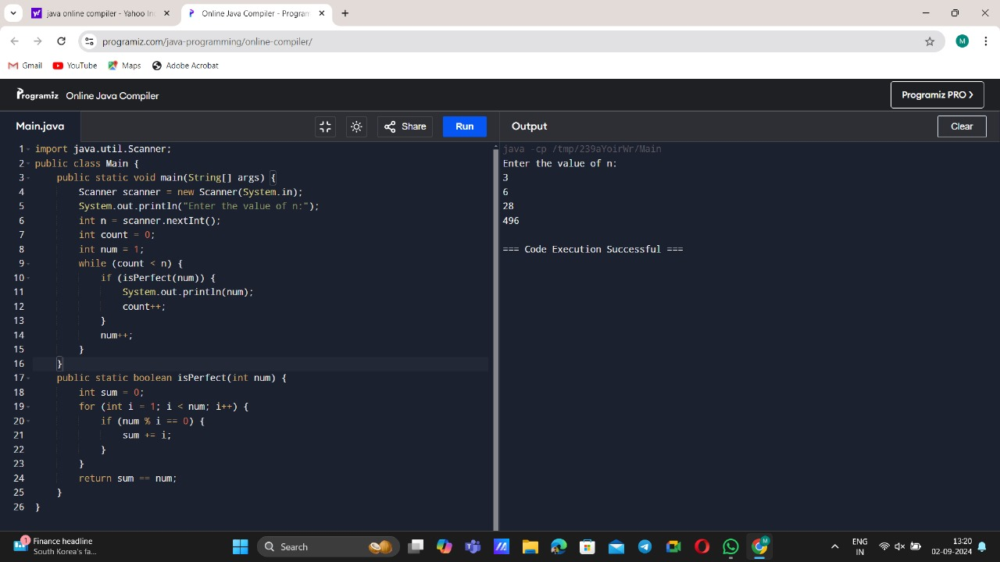 java online compiler - Yahoo In
Online Java Compiler - Program
programiz.com/java-programming/online-compiler/
M
Gmail
YouTube
Maps
Adobe Acrobat
Programiz Online Java Compiler
Programiz PRO >
Main.java
Share
Run
Output
Clear
1 import java.util.Scanner;
2 public class Main {
3 public static void main(String[] args) {
4 Scanner scanner = new Scanner(System.in);
5 System.out.println("Enter the value of n:");
6 int n = scanner.nextInt();
7 int count = 0;
8 int num = 1;
9 while (count < n) {
10 if (isPerfect(num)) {
11 System.out.println(num);
12 count++;
13 }
14 num++;
15 }
16 }
17 public static boolean isPerfect(int num) {
18 int sum = 0;
19 for (int i = 1; i < num; i++) {
20 if (num % i == 0) {
21 sum += i;
22 }
23 }
24 return sum == num;
25 }
26 }
java -cp /tmp/239aYoirWr/Main
Enter the value of n:
3
6
28
496
=== Code Execution Successful ===
1
Finance headline
South Korea's fa...
Search
M
ENG
IN
13:20
02-09-2024